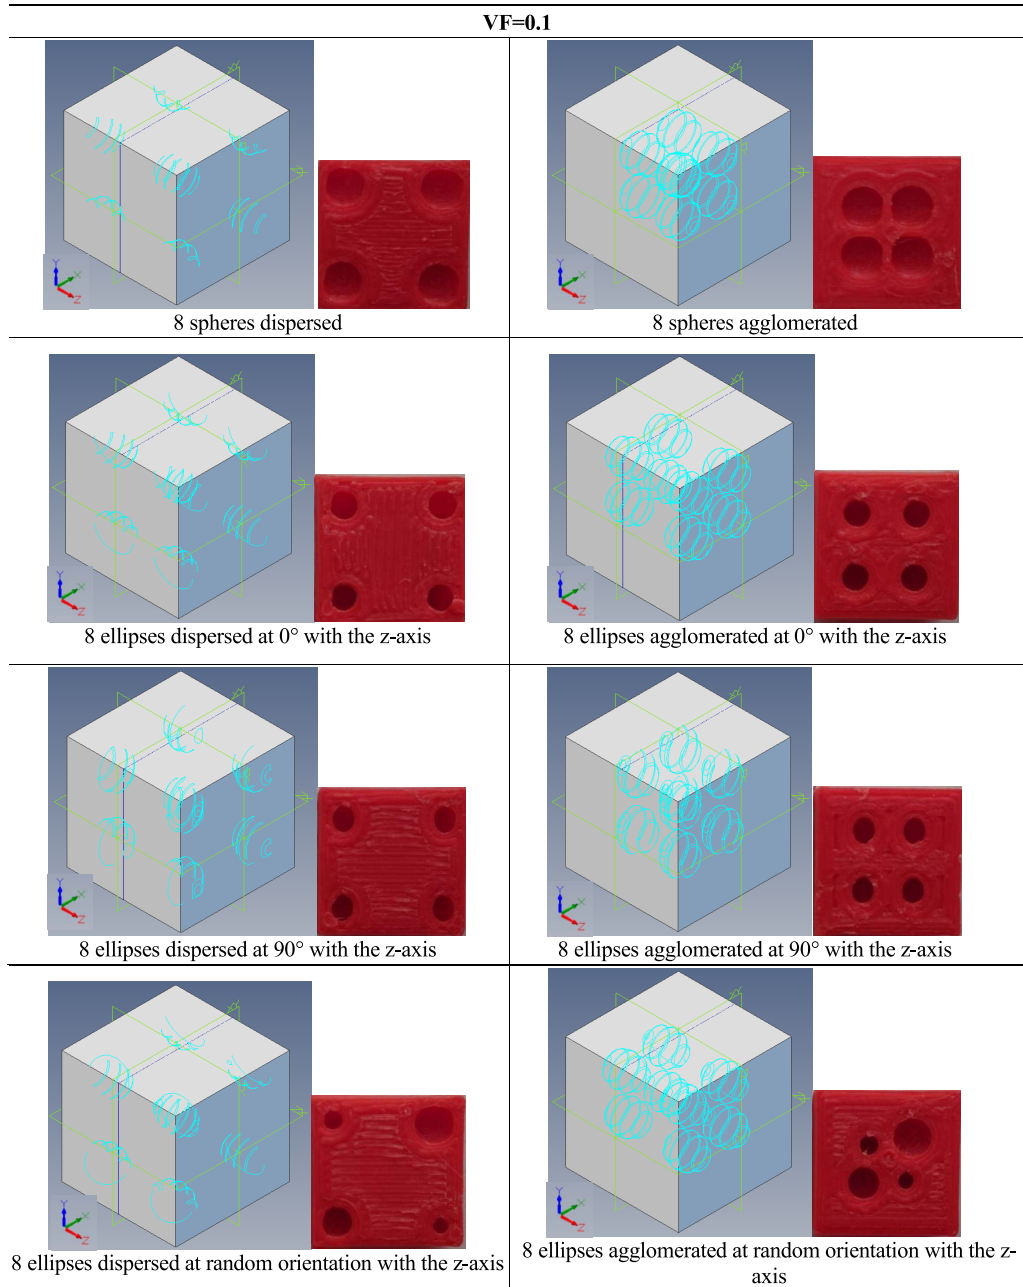 VF=0.1
Y
X
Z
8 spheres dispersed
Y
X
Z
8 spheres agglomerated
Y
X
Z
8 ellipses dispersed at 0° with the z-axis
Y
X
Z
8 ellipses agglomerated at 0° with the z-axis
Y
X
Z
8 ellipses dispersed at 90° with the z-axis
Y
X
Z
8 ellipses agglomerated at 90° with the z-axis
Y
X
Z
8 ellipses dispersed at random orientation with the z-axis
Y
X
Z
8 ellipses agglomerated at random orientation with the z-
axis